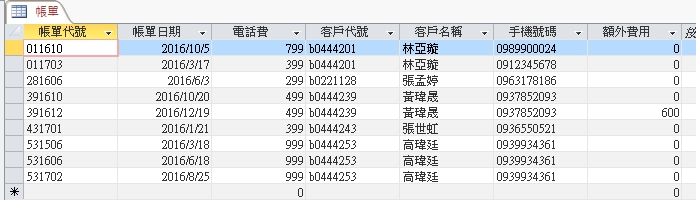 帳單
帳單代號 帳單日期 電話費 客戶代號 客戶名稱 手機號碼 額外費用
011610 2016/10/5 799 b0444201 林亞璇 0989900024 0
011703 2016/3/17 399 b0444201 林亞璇 0912345678 0
281606 2016/6/3 299 b0221128 張孟婷 0963178186 0
391610 2016/10/20 499 b0444239 黃瑋晟 0937852093 0
391612 2016/12/19 499 b0444239 黃瑋晟 0937852093 600
431701 2016/1/21 399 b0444243 張世虹 0936550521 0
531506 2016/3/18 999 b0444253 高瑋廷 0939934361 0
531606 2016/6/18 999 b0444253 高瑋廷 0939934361 0
531702 2016/8/25 999 b0444253 高瑋廷 0939934361 0
* 0 0